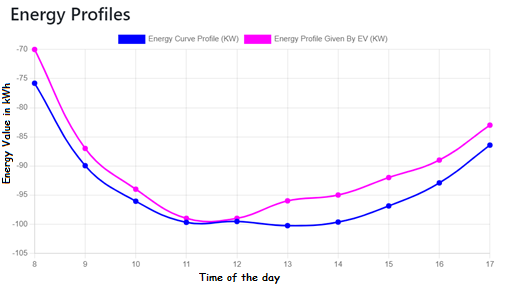 Energy Profiles
Energy Curve Profile (KW) Energy Profile Given By EV (KW)
Energy Value in kWh
-70
-75
-80
-85
-90
-95
-100
-105
8 9 10 11 12 13 14 15 16 17
Time of the day